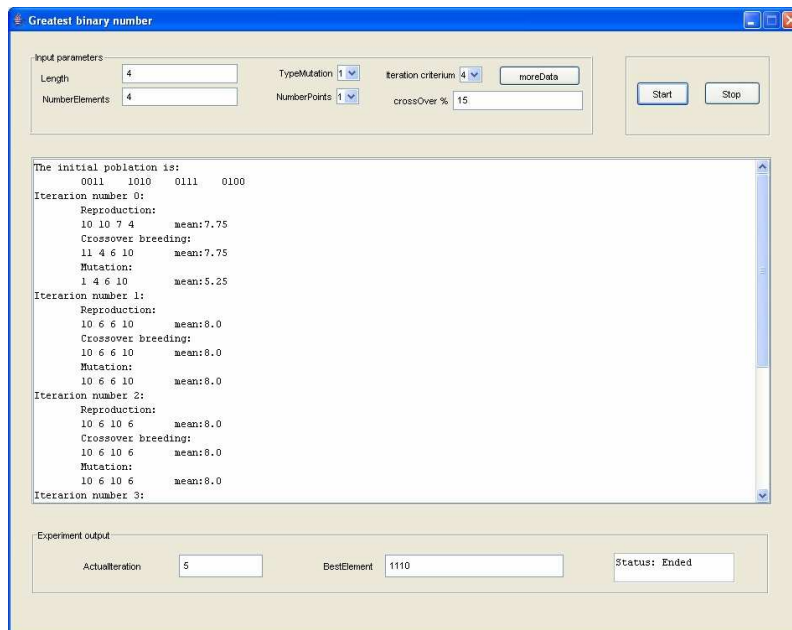 Greatest binary number
Input parameters
Length 4 TypeMutation 1 Iteration criterium 4 moreData
NumberElements 4 NumberPoints 1 crossOver % 15
Start Stop
The initial poblation is:
0011 1010 0111 0100
Iterarion number 0:
Reproduction:
10 10 7 4 mean:7.75
Crossover breeding:
11 4 6 10 mean:7.75
Mutation:
1 4 6 10 mean:5.25
Iterarion number 1:
Reproduction:
10 6 6 10 mean:8.0
Crossover breeding:
10 6 6 10 mean:8.0
Mutation:
10 6 6 10 mean:8.0
Iterarion number 2:
Reproduction:
10 6 10 6 mean:8.0
Crossover breeding:
10 6 10 6 mean:8.0
Mutation:
10 6 10 6 mean:8.0
Iterarion number 3:
Experiment output
ActualIteration 5 BestElement 1110 Status: Ended